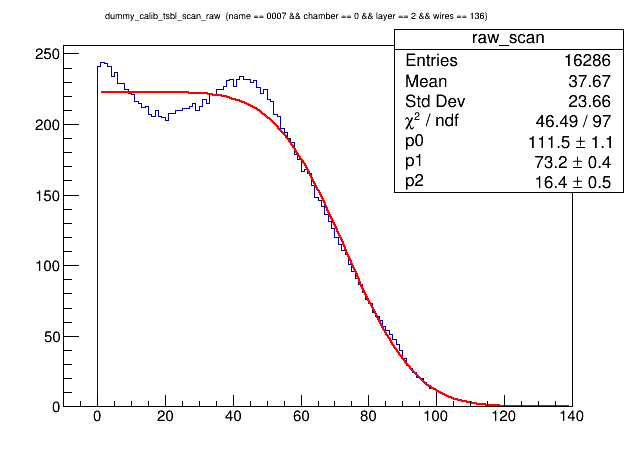 dummy_calib_tsbl_scan_raw (name == 0007 && chamber == 0 && layer == 2 && wires == 136)
raw_scan
Entries 16286
Mean 37.67
Std Dev 23.66
χ² / ndf 46.49 / 97
p0 111.5 ± 1.1
p1 73.2 ± 0.4
p2 16.4 ± 0.5
250
200
150
100
50
0
0 20 40 60 80 100 120 140